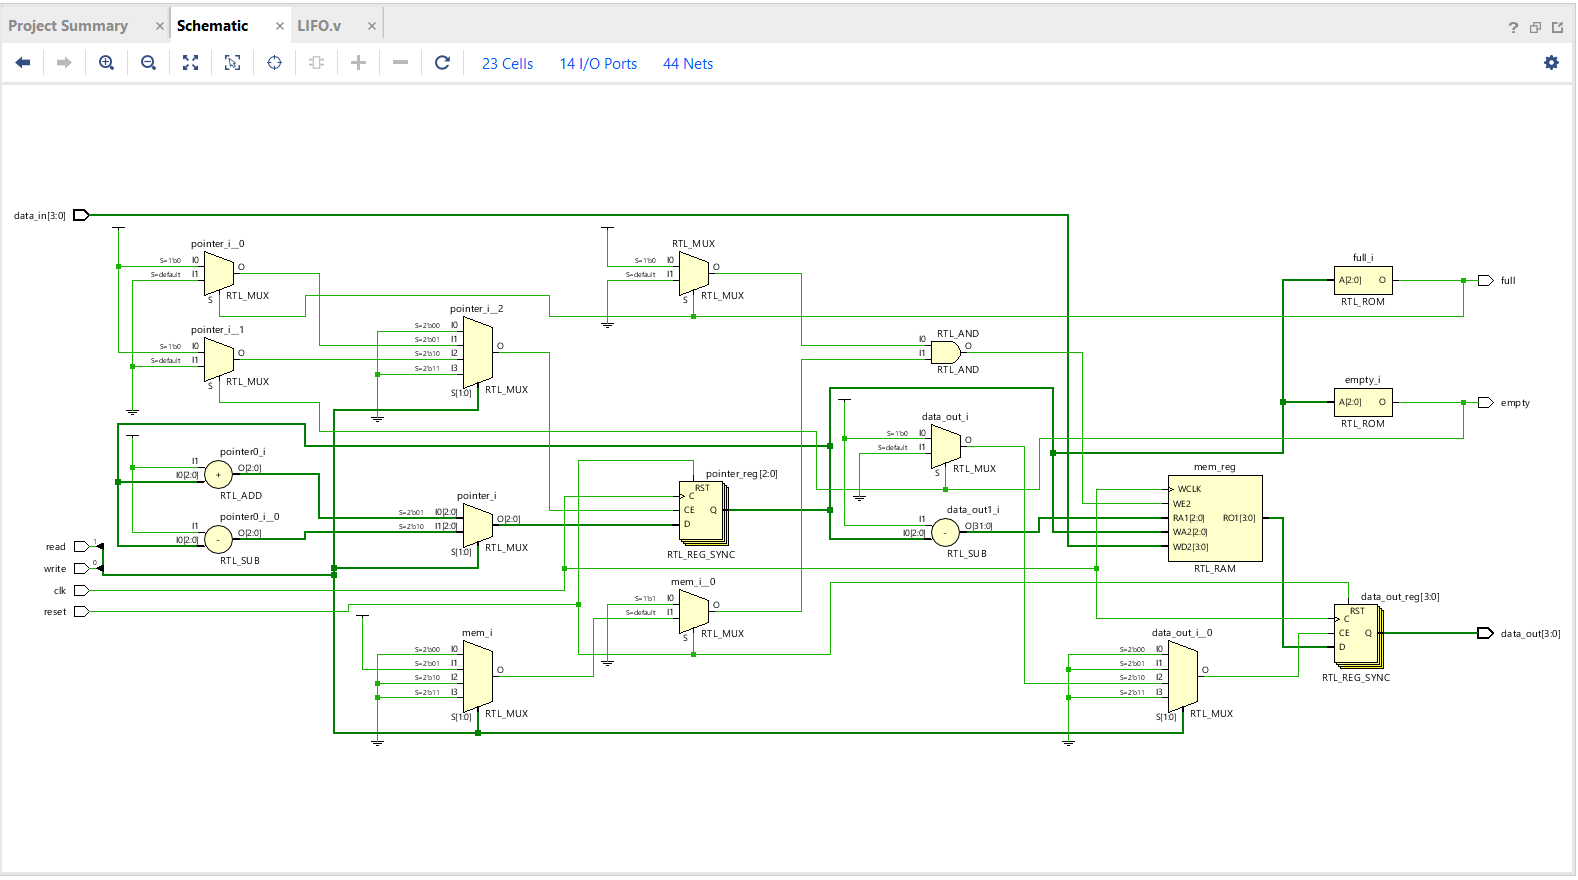 Project Summary × Schematic × LIFO.v ×
?
23 Cells 14 I/O Ports 44 Nets
data_in[3:0]
pointer_i__0
S=1'b0 I0
S=default I1
O
S
RTL_MUX
pointer_i__1
S=1'b0 I0
S=default I1
O
S
RTL_MUX
pointer_i__2
S=2'b00 I0
S=2'b01 I1
S=2'b10 I2
S=2'b11 I3
O
S[1:0]
RTL_MUX
RTL_MUX
S=1'b0 I0
S=default I1
O
S
RTL_MUX
RTL_AND
I0
I1
O
RTL_AND
full_i
A[2:0] O
RTL_ROM
full
empty_i
A[2:0] O
RTL_ROM
empty
pointer0_i
I1
I0[2:0]
+
O[2:0]
RTL_ADD
pointer0_i__0
I1
I0[2:0]
-
O[2:0]
RTL_SUB
read
1
write
0
clk
reset
pointer_i
S=2'b01 I0[2:0]
S=2'b10 I1[2:0]
O[2:0]
S[1:0]
RTL_MUX
pointer_reg[2:0]
RST
C
CE
D
Q
RTL_REG_SYNC
data_out_i
S=1'b0 I0
S=default I1
O
S
RTL_MUX
data_out1_i
I1
I0[2:0]
-
O[31:0]
RTL_SUB
mem_reg
WCLK
WE2
RA1[2:0] RO1[3:0]
WA2[2:0]
WD2[3:0]
RTL_RAM
mem_i__0
S=1'b1 I0
S=default I1
O
S
RTL_MUX
mem_i
S=2'b00 I0
S=2'b01 I1
S=2'b10 I2
S=2'b11 I3
O
S[1:0]
RTL_MUX
data_out_i__0
S=2'b00 I0
S=2'b01 I1
S=2'b10 I2
S=2'b11 I3
O
S[1:0]
RTL_MUX
data_out_reg[3:0]
RST
C
CE
D
Q
RTL_REG_SYNC
data_out[3:0]